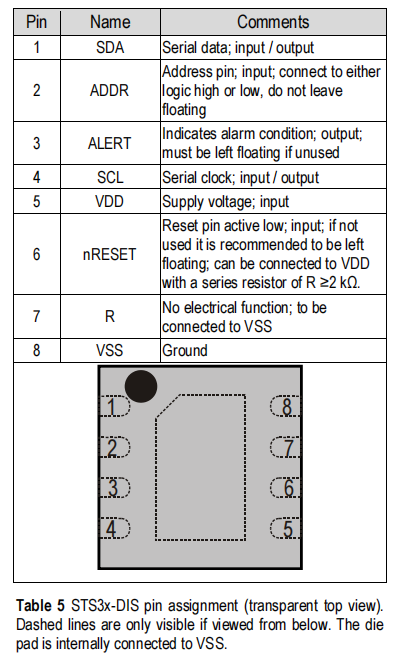 Pin Name Comments
1 SDA Serial data; input / output
2 ADDR Address pin; input; connect to either
logic high or low, do not leave
floating
3 ALERT Indicates alarm condition; output;
must be left floating if unused
4 SCL Serial clock; input / output
5 VDD Supply voltage; input
6 nRESET Reset pin active low; input; if not
used it is recommended to be left
floating; can be connected to VDD
with a series resistor of R ≥2 kΩ.
7 R No electrical function; to be
connected to VSS
8 VSS Ground
1 8
2 7
3 6
4 5
Table 5 STS3x-DIS pin assignment (transparent top view).
Dashed lines are only visible if viewed from below. The die
pad is internally connected to VSS.